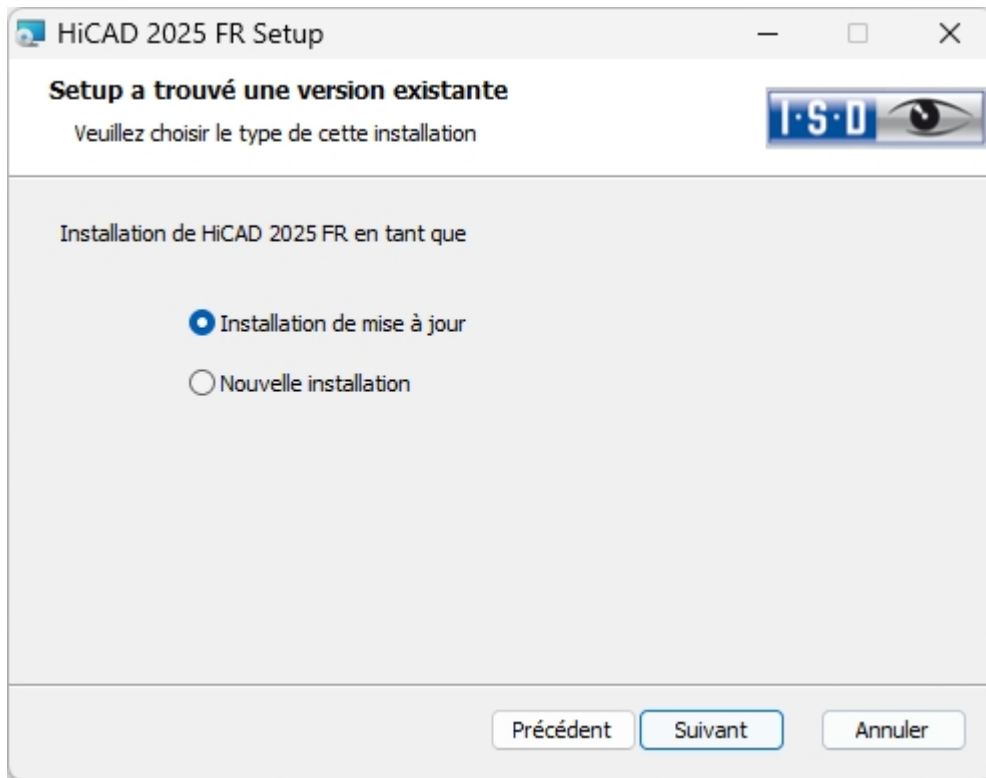 HiCAD 2025 FR Setup
Setup a trouvé une version existante
Veuillez choisir le type de cette installation
I·S·D
Installation de HiCAD 2025 FR en tant que
Installation de mise à jour
Nouvelle installation
Précédent Suivant Annuler